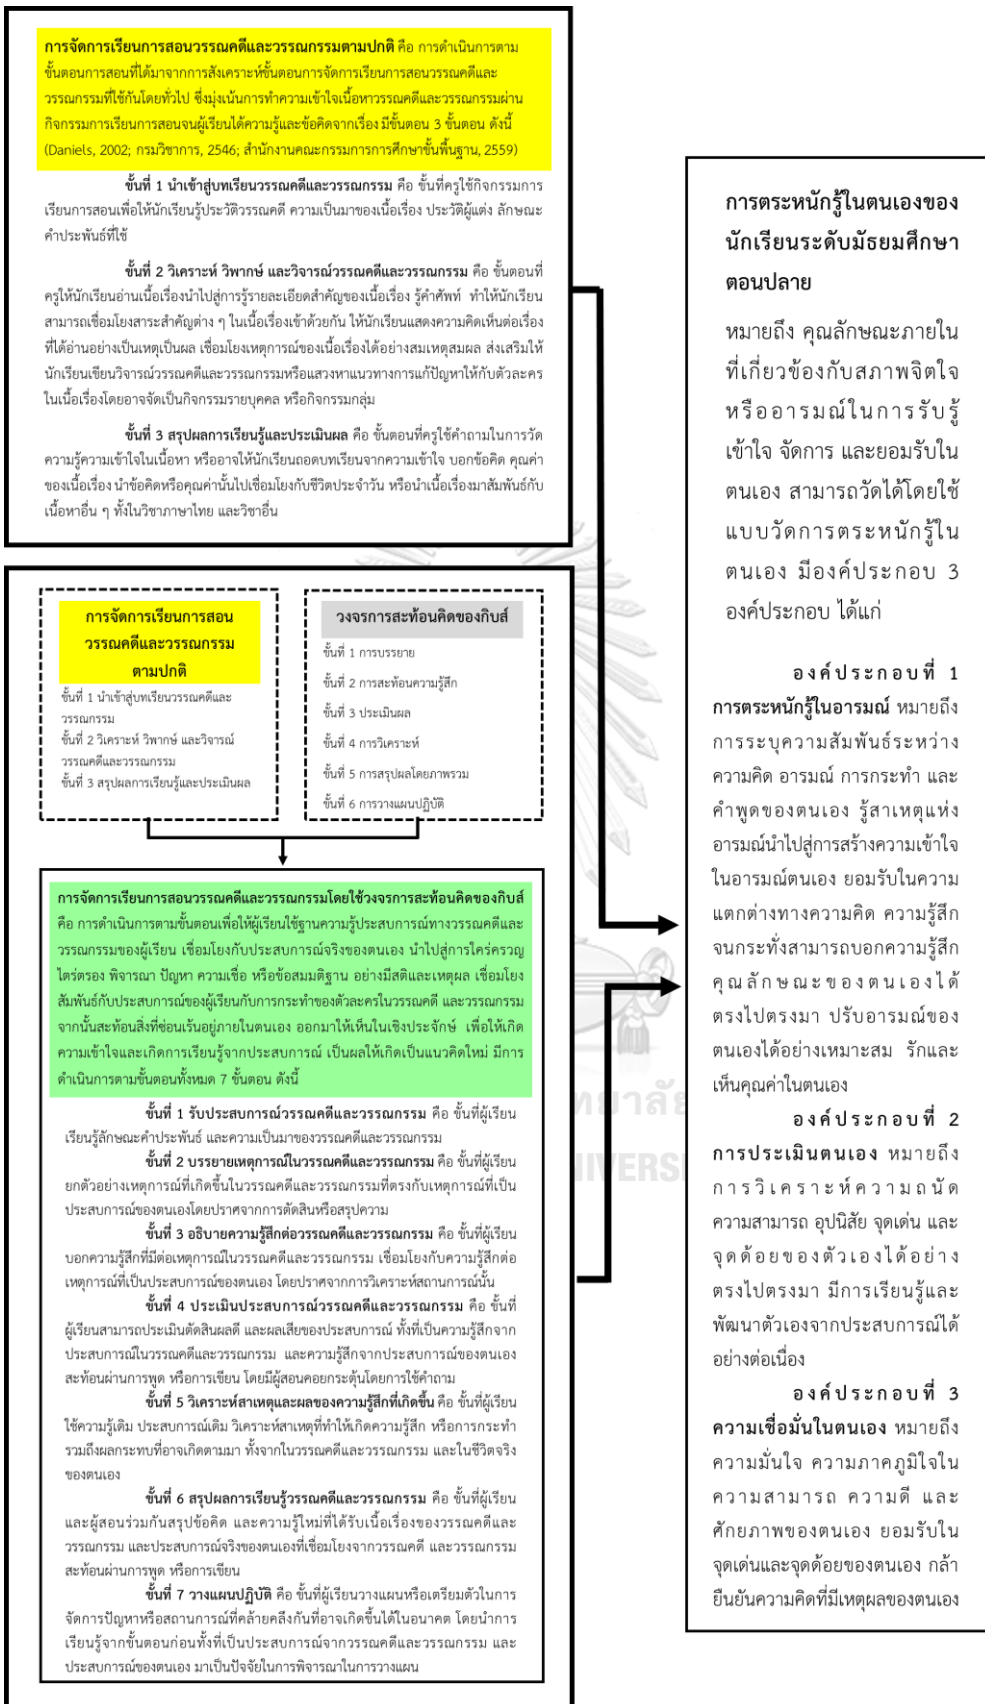 การจัดการเรียนการสอนวรรณคดีและวรรณกรรมตามปกติ คือ การดำเนินการตาม
ขั้นตอนการสอนที่ได้มาจากการสังเคราะห์ขั้นตอนการจัดการเรียนการสอนวรรณคดีและ
วรรณกรรมที่ใช้กันโดยทั่วไป ซึ่งมุ่งเน้นการทำความเข้าใจเนื้อหาวรรณคดีและวรรณกรรมผ่าน
กิจกรรมการเรียนการสอนจนผู้เรียนได้ความรู้และข้อคิดจากเรื่อง มีขั้นตอน 3 ขั้นตอน ดังนี้
(Daniels, 2002; กรมวิชาการ, 2546; สำนักงานคณะกรรมการการศึกษาขั้นพื้นฐาน, 2559)
ขั้นที่ 1 นำเข้าสู่บทเรียนวรรณคดีและวรรณกรรม คือ ขั้นที่ครูใช้กิจกรรมการ
เรียนการสอนเพื่อให้นักเรียนรู้ประวัติวรรณคดี ความเป็นมาของเนื้อเรื่อง ประวัติผู้แต่ง ลักษณะ
คำประพันธ์ที่ใช้
ขั้นที่ 2 วิเคราะห์ วิพากษ์ และวิจารณ์วรรณคดีและวรรณกรรม คือ ขั้นตอนที่
ครูให้นักเรียนอ่านเนื้อเรื่องนำไปสู่การรู้รายละเอียดสำคัญของเนื้อเรื่อง รู้คำศัพท์ ทำให้นักเรียน
สามารถเชื่อมโยงสาระสำคัญต่าง ๆ ในเนื้อเรื่องเข้าด้วยกัน ให้นักเรียนแสดงความคิดเห็นต่อเรื่อง
ที่ได้อ่านอย่างเป็นเหตุเป็นผล เชื่อมโยงเหตุการณ์ของเนื้อเรื่องได้อย่างสมเหตุสมผล ส่งเสริมให้
นักเรียนเขียนวิจารณ์วรรณคดีและวรรณกรรมหรือแสวงหาแนวทางการแก้ปัญหาให้กับตัวละคร
ในเนื้อเรื่องโดยอาจจัดเป็นกิจกรรมรายบุคคล หรือกิจกรรมกลุ่ม
ขั้นที่ 3 สรุปผลการเรียนรู้และประเมินผล คือ ขั้นตอนที่ครูใช้คำถามในการวัด
ความรู้ความเข้าใจในเนื้อหา หรืออาจให้นักเรียนถอดบทเรียนจากความเข้าใจ บอกข้อคิด คุณค่า
ของเนื้อเรื่อง นำข้อคิดหรือคุณค่านั้นไปเชื่อมโยงกับชีวิตประจำวัน หรือนำเนื้อเรื่องมาสัมพันธ์กับ
เนื้อหาอื่น ๆ ทั้งในวิชาภาษาไทย และวิชาอื่น
การจัดการเรียนการสอน
วรรณคดีและวรรณกรรม
ตามปกติ
ขั้นที่ 1 นำเข้าสู่บทเรียนวรรณคดีและ
วรรณกรรม
ขั้นที่ 2 วิเคราะห์ วิพากษ์ และวิจารณ์
วรรณคดีและวรรณกรรม
ขั้นที่ 3 สรุปผลการเรียนรู้และประเมินผล
วงจรการสะท้อนคิดของกิบส์
ขั้นที่ 1 การบรรยาย
ขั้นที่ 2 การสะท้อนความรู้สึก
ขั้นที่ 3 ประเมินผล
ขั้นที่ 4 การวิเคราะห์
ขั้นที่ 5 การสรุปผลโดยภาพรวม
ขั้นที่ 6 การวางแผนปฏิบัติ
การจัดการเรียนการสอนวรรณคดีและวรรณกรรมโดยใช้วงจรการสะท้อนคิดของกิบส์
คือ การดำเนินการตามขั้นตอนเพื่อให้ผู้เรียนใช้ฐานความรู้ประสบการณ์ทางวรรณคดีและ
วรรณกรรมของผู้เรียน เชื่อมโยงกับประสบการณ์จริงของตนเอง นำไปสู่การใคร่ครวญ
ไตร่ตรอง พิจารณา ปัญหา ความเชื่อ หรือข้อสมมติฐาน อย่างมีสติและเหตุผล เชื่อมโยง
สัมพันธ์กับประสบการณ์ของผู้เรียนกับการกระทำของตัวละครในวรรณคดี และวรรณกรรม
จากนั้นสะท้อนสิ่งที่ซ่อนเร้นอยู่ภายในตนเอง ออกมาให้เห็นในเชิงประจักษ์ เพื่อให้เกิด
ความเข้าใจและเกิดการเรียนรู้จากประสบการณ์ เป็นผลให้เกิดเป็นแนวคิดใหม่ มีการ
ดำเนินการตามขั้นตอนทั้งหมด 7 ขั้นตอน ดังนี้
ขั้นที่ 1 รับประสบการณ์วรรณคดีและวรรณกรรม คือ ขั้นที่ผู้เรียน
เรียนรู้ลักษณะคำประพันธ์ และความเป็นมาของวรรณคดีและวรรณกรรม
ขั้นที่ 2 บรรยายเหตุการณ์ในวรรณคดีและวรรณกรรม คือ ขั้นที่ผู้เรียน
ยกตัวอย่างเหตุการณ์ที่เกิดขึ้นในวรรณคดีและวรรณกรรมที่ตรงกับเหตุการณ์ที่เป็น
ประสบการณ์ของตนเองโดยปราศจากการตัดสินหรือสรุปความ
ขั้นที่ 3 อธิบายความรู้สึกต่อวรรณคดีและวรรณกรรม คือ ขั้นที่ผู้เรียน
บอกความรู้สึกที่มีต่อเหตุการณ์ในวรรณคดีและวรรณกรรม เชื่อมโยงกับความรู้สึกต่อ
เหตุการณ์ที่เป็นประสบการณ์ของตนเอง โดยปราศจากการวิเคราะห์สถานการณ์นั้น
ขั้นที่ 4 ประเมินประสบการณ์วรรณคดีและวรรณกรรม คือ ขั้นที่
ผู้เรียนสามารถประเมินตัดสินผลดี และผลเสียของประสบการณ์ ทั้งที่เป็นความรู้สึกจาก
ประสบการณ์ในวรรณคดีและวรรณกรรม และความรู้สึกจากประสบการณ์ของตนเอง
สะท้อนผ่านการพูด หรือการเขียน โดยมีผู้สอนคอยกระตุ้นโดยการใช้คำถาม
ขั้นที่ 5 วิเคราะห์สาเหตุและผลของความรู้สึกที่เกิดขึ้น คือ ขั้นที่ผู้เรียน
ใช้ความรู้เดิม ประสบการณ์เดิม วิเคราะห์สาเหตุที่ทำให้เกิดความรู้สึก หรือการกระทำ
รวมถึงผลกระทบที่อาจเกิดตามมา ทั้งจากในวรรณคดีและวรรณกรรม และในชีวิตจริง
ของตนเอง
ขั้นที่ 6 สรุปผลการเรียนรู้วรรณคดีและวรรณกรรม คือ ขั้นที่ผู้เรียน
และผู้สอนร่วมกันสรุปข้อคิด และความรู้ใหม่ที่ได้รับเนื้อเรื่องของวรรณคดีและ
วรรณกรรม และประสบการณ์จริงของตนเองที่เชื่อมโยงจากวรรณคดี และวรรณกรรม
สะท้อนผ่านการพูด หรือการเขียน
ขั้นที่ 7 วางแผนปฏิบัติ คือ ขั้นที่ผู้เรียนวางแผนหรือเตรียมตัวในการ
จัดการปัญหาหรือสถานการณ์ที่คล้ายคลึงกันที่อาจเกิดขึ้นได้ในอนาคต โดยนำการ
เรียนรู้จากขั้นตอนก่อนทั้งที่เป็นประสบการณ์จากวรรณคดีและวรรณกรรม และ
ประสบการณ์ของตนเอง มาเป็นปัจจัยในการพิจารณาในการวางแผน
การตระหนักรู้ในตนเองของ
นักเรียนระดับมัธยมศึกษา
ตอนปลาย
หมายถึง คุณลักษณะภายใน
ที่เกี่ยวข้องกับสภาพจิตใจ
หรืออารมณ์ในการรับรู้
เข้าใจ จัดการ และยอมรับใน
ตนเอง สามารถวัดได้โดยใช้
แบบวัดการตระหนักรู้ใน
ตนเอง มีองค์ประกอบ 3
องค์ประกอบ ได้แก่
องค์ประกอบที่ 1
การตระหนักรู้ในอารมณ์ หมายถึง
การระบุความสัมพันธ์ระหว่าง
ความคิด อารมณ์ การกระทำ และ
คำพูดของตนเอง รู้สาเหตุแห่ง
อารมณ์นำไปสู่การสร้างความเข้าใจ
ในอารมณ์ตนเอง ยอมรับในความ
แตกต่างทางความคิด ความรู้สึก
จนกระทั่งสามารถบอกความรู้สึก
คุณลักษณะของตนเองได้
ตรงไปตรงมา ปรับอารมณ์ของ
ตนเองได้อย่างเหมาะสม รักและ
เห็นคุณค่าในตนเอง
องค์ประกอบที่ 2
การประเมินตนเอง หมายถึง
การวิเคราะห์ความถนัด
ความสามารถ อุปนิสัย จุดเด่น และ
จุดด้อยของตัวเองได้อย่าง
ตรงไปตรงมา มีการเรียนรู้และ
พัฒนาตัวเองจากประสบการณ์ได้
อย่างต่อเนื่อง
องค์ประกอบที่ 3
ความเชื่อมั่นในตนเอง หมายถึง
ความมั่นใจ ความภาคภูมิใจใน
ความสามารถ ความดี และ
ศักยภาพของตนเอง ยอมรับใน
จุดเด่นและจุดด้อยของตนเอง กล้า
ยืนยันความคิดที่มีเหตุผลของตนเอง